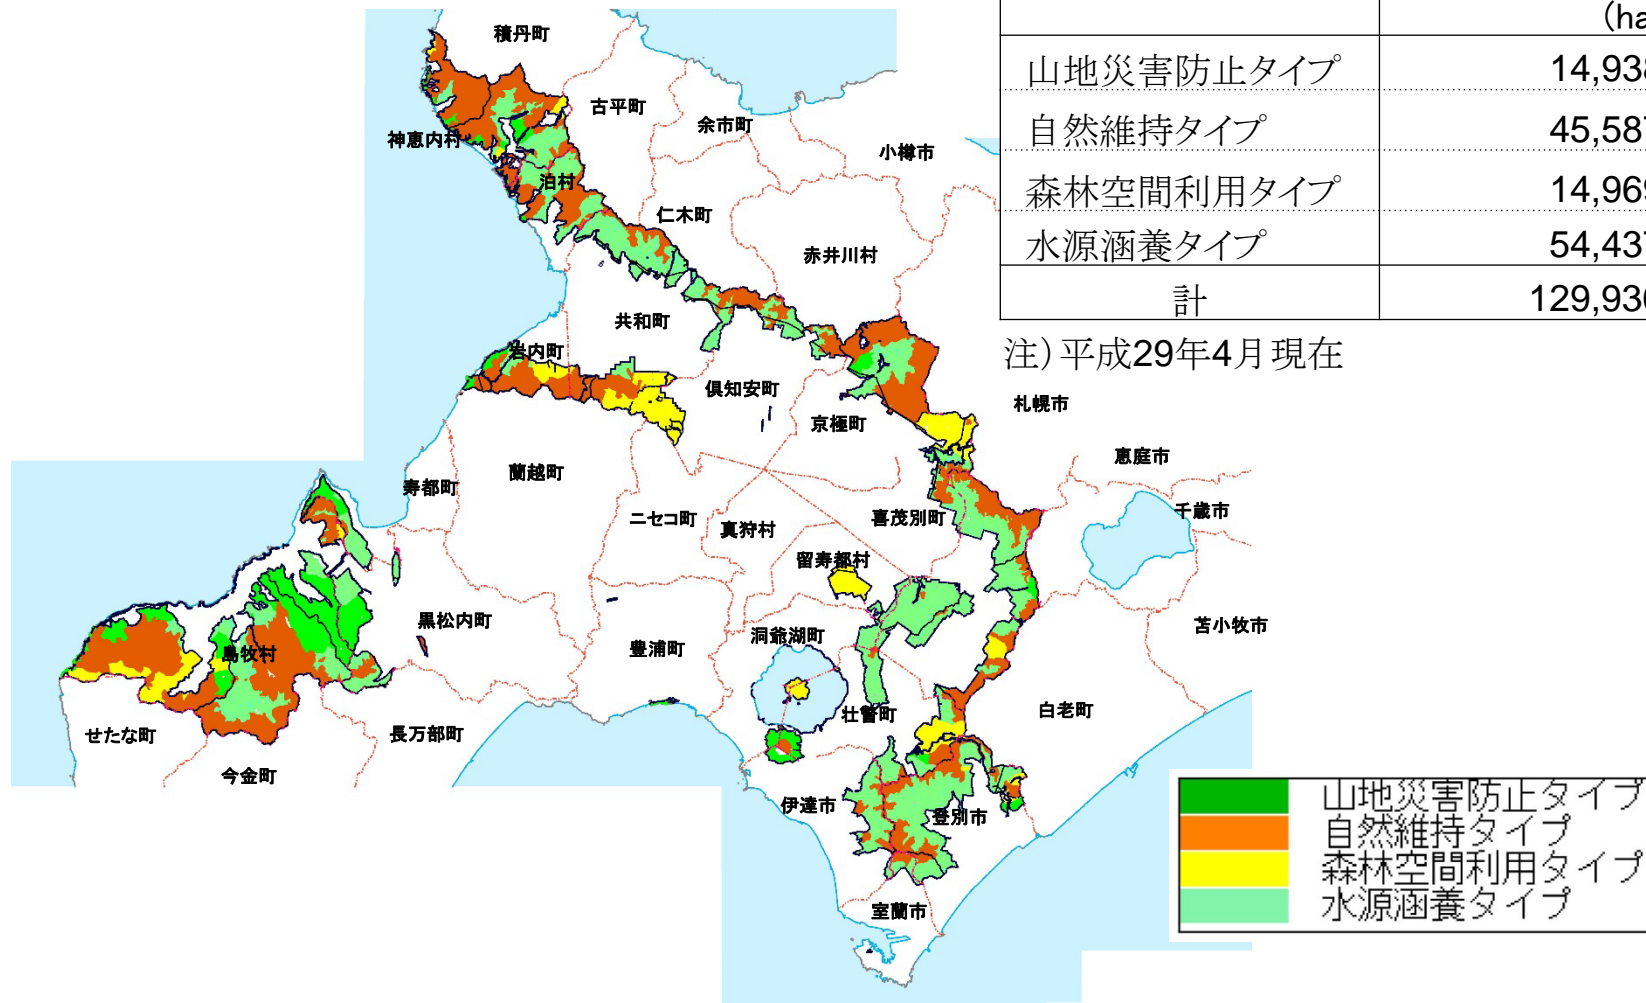 (ha
山地災害防止タイプ 14,938
自然維持タイプ 45,587
森林空間利用タイプ 14,969
水源涵養タイプ 54,437
計 129,930
注)平成29年4月現在
積丹町
古平町
神恵内村
余市町
小樽市
泊村
仁木町
赤井川村
共和町
岩内町
倶知安町
京極町
札幌市
恵庭市
蘭越町
寿都町
千歳市
ニセコ町
真狩村
喜茂別町
留寿都村
黒松内町
苫小牧市
島牧村
豊浦町
洞爺湖町
壮瞥町
白老町
せたな町
長万部町
今金町
伊達市
登別市
室蘭市
山地災害防止タイプ
自然維持タイプ
森林空間利用タイプ
水源涵養タイプ